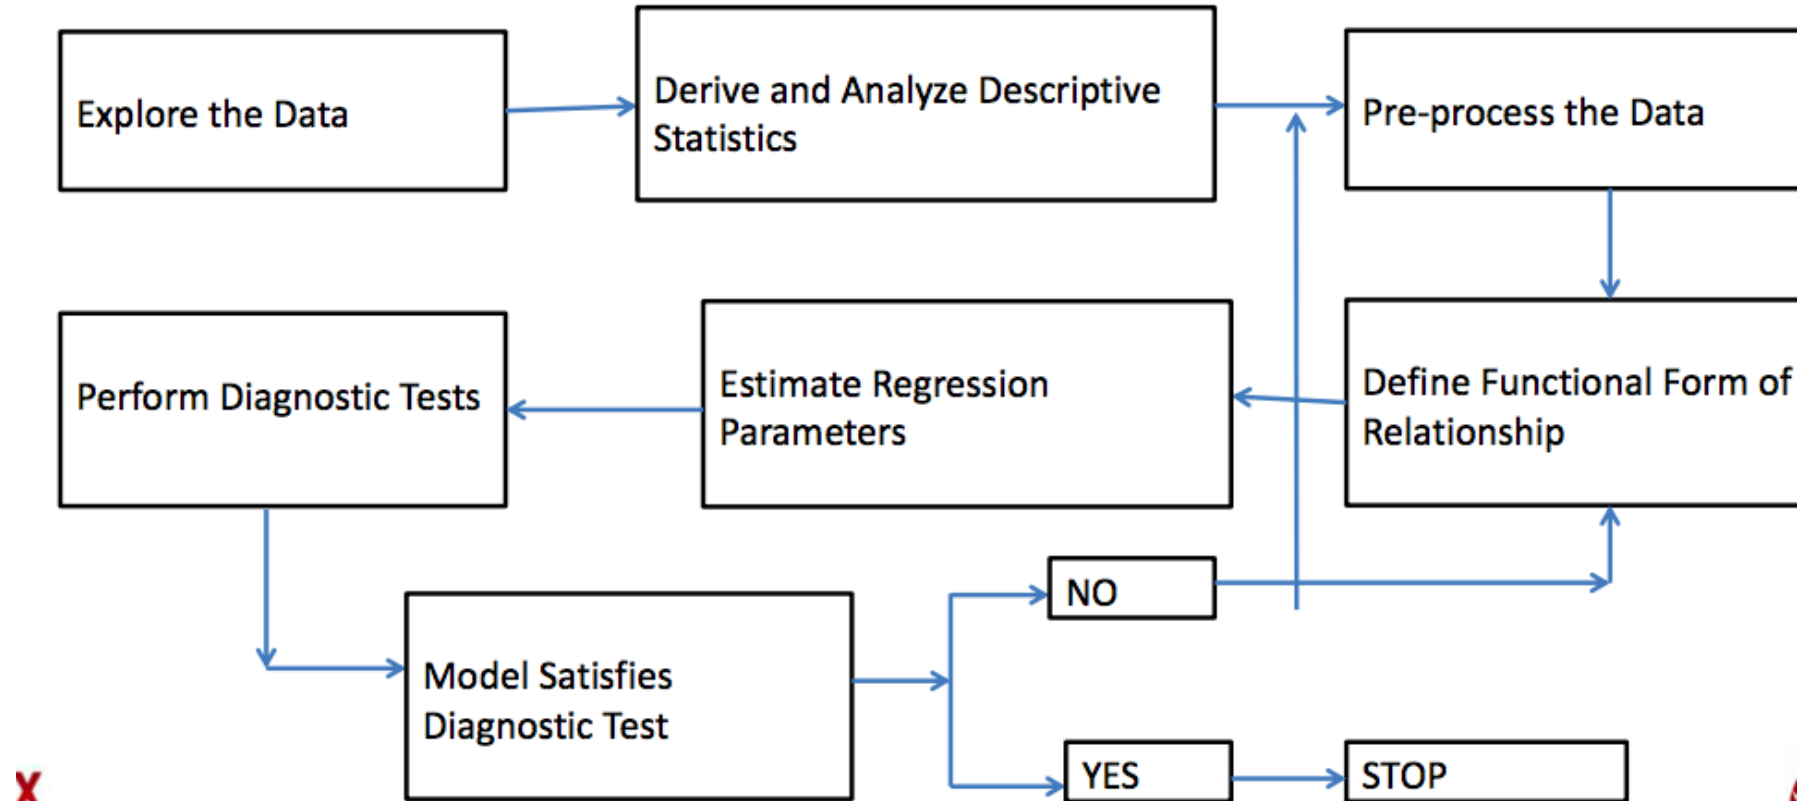 Explore the Data
Derive and Analyze Descriptive
Statistics
Pre-process the Data
Perform Diagnostic Tests
Estimate Regression
Parameters
Define Functional Form of
Relationship
NO
Model Satisfies
Diagnostic Test
YES
STOP